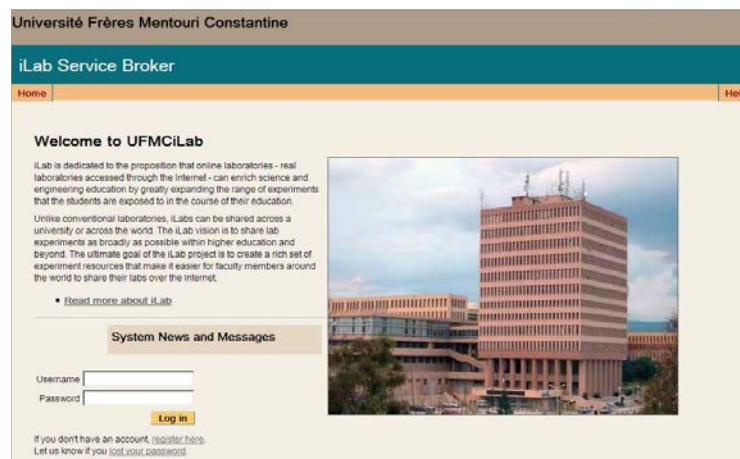 Université Frères Mentouri Constantine
iLab Service Broker
Home
Hel
Welcome to UFMCiLab
iLab is dedicated to the proposition that online laboratories - real
laboratories accessed through the Internet - can enrich science and
engineering education by greatly expanding the range of experiments
that the students are exposed to in the course of their education.
Unlike conventional laboratories, iLabs can be shared across a
university or across the world. The iLab vision is to share lab
experiments as broadly as possible within higher education and
beyond. The ultimate goal of the iLab project is to create a rich set of
experiment resources that make it easier for faculty members around
the world to share their labs over the Internet.
• Read more about iLab
System News and Messages
Username
Password
Log in
If you don't have an account, register here.
Let us know if you lost your password.